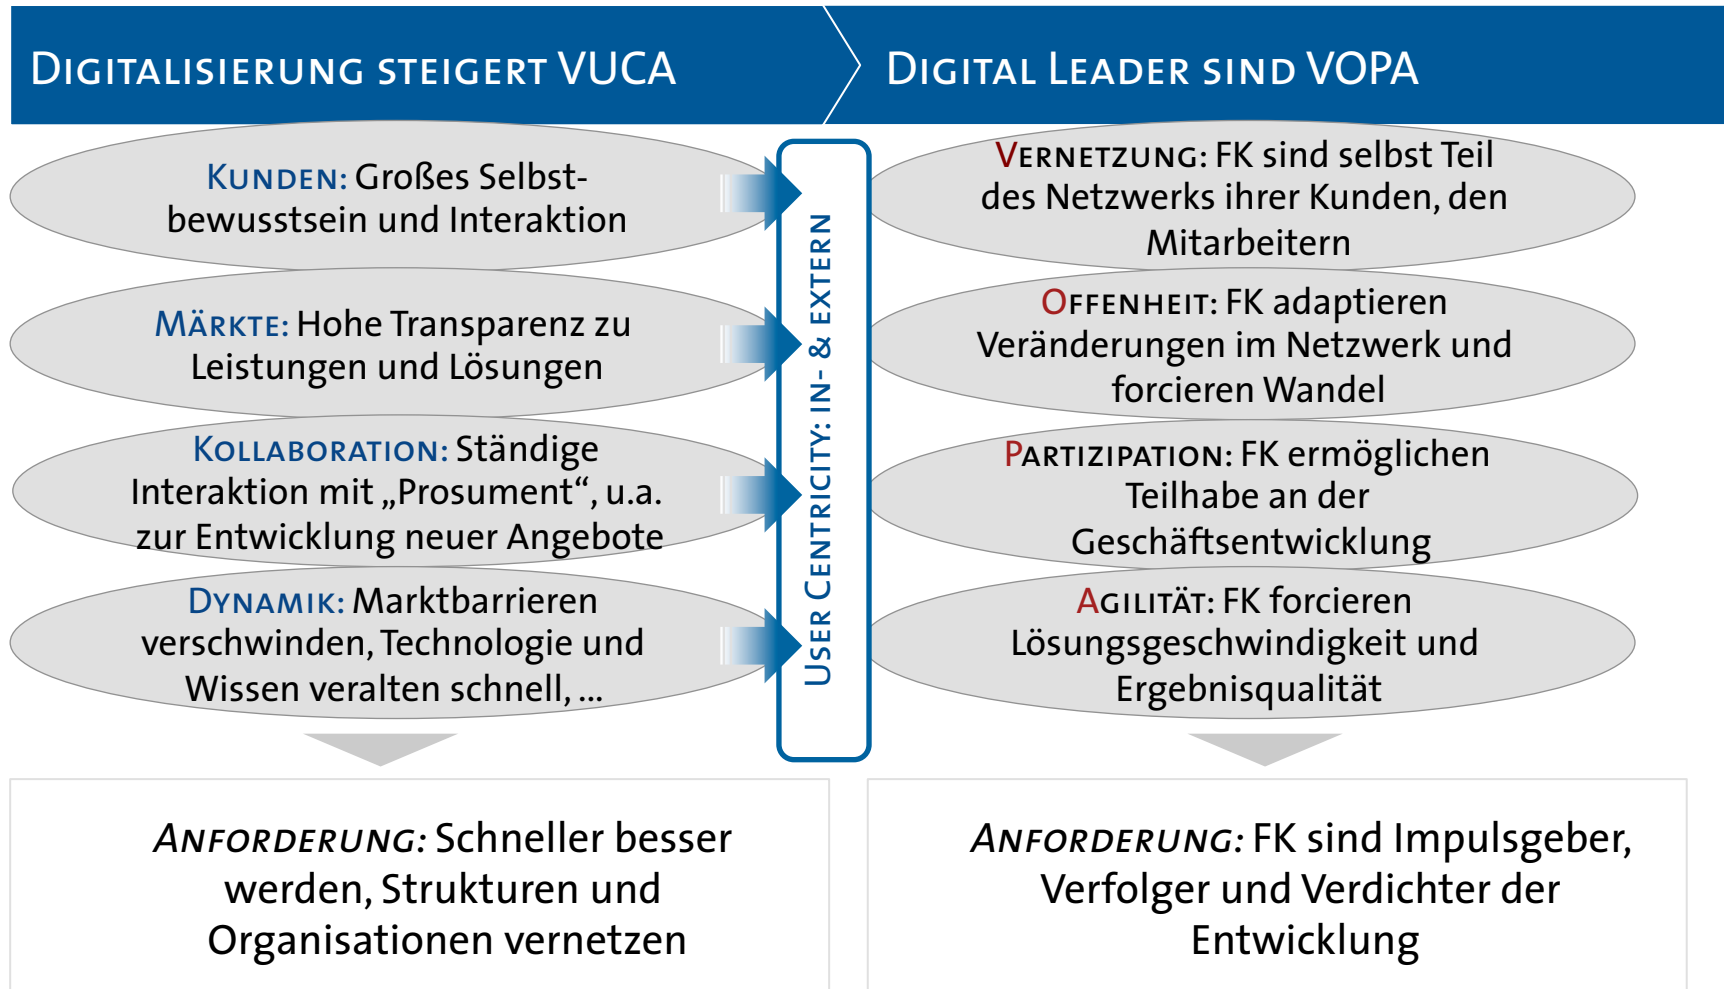 Digitalisierung steigert VUCA
Digital Leader sind VOPA
Kunden: Großes Selbst-
bewusstsein und Interaktion
Märkte: Hohe Transparenz zu
Leistungen und Lösungen
Kollaboration: Ständige
Interaktion mit „Prosument“, u.a.
zur Entwicklung neuer Angebote
Dynamik: Marktbarrieren
verschwinden, Technologie und
Wissen veralten schnell, ...
User Centricity: in- & extern
Vernetzung: FK sind selbst Teil
des Netzwerks ihrer Kunden, den
Mitarbeitern
Offenheit: FK adaptieren
Veränderungen im Netzwerk und
forcieren Wandel
Partizipation: FK ermöglichen
Teilhabe an der
Geschäftsentwicklung
Agilität: FK forcieren
Lösungsgeschwindigkeit und
Ergebnisqualität
Anforderung: Schneller besser
werden, Strukturen und
Organisationen vernetzen
Anforderung: FK sind Impulsgeber,
Verfolger und Verdichter der
Entwicklung